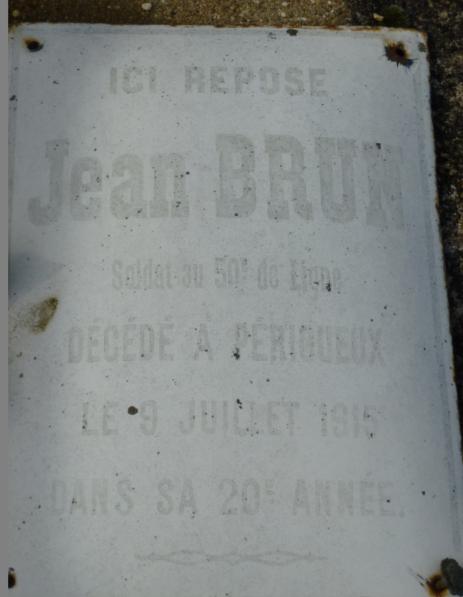 ICI REPOSE
Jean BRUN
Soldat au 50e de Ligne
DÉCÉDÉ A PÉRIGUEUX
LE 9 JUILLET 1915
DANS SA 20E ANNÉE.